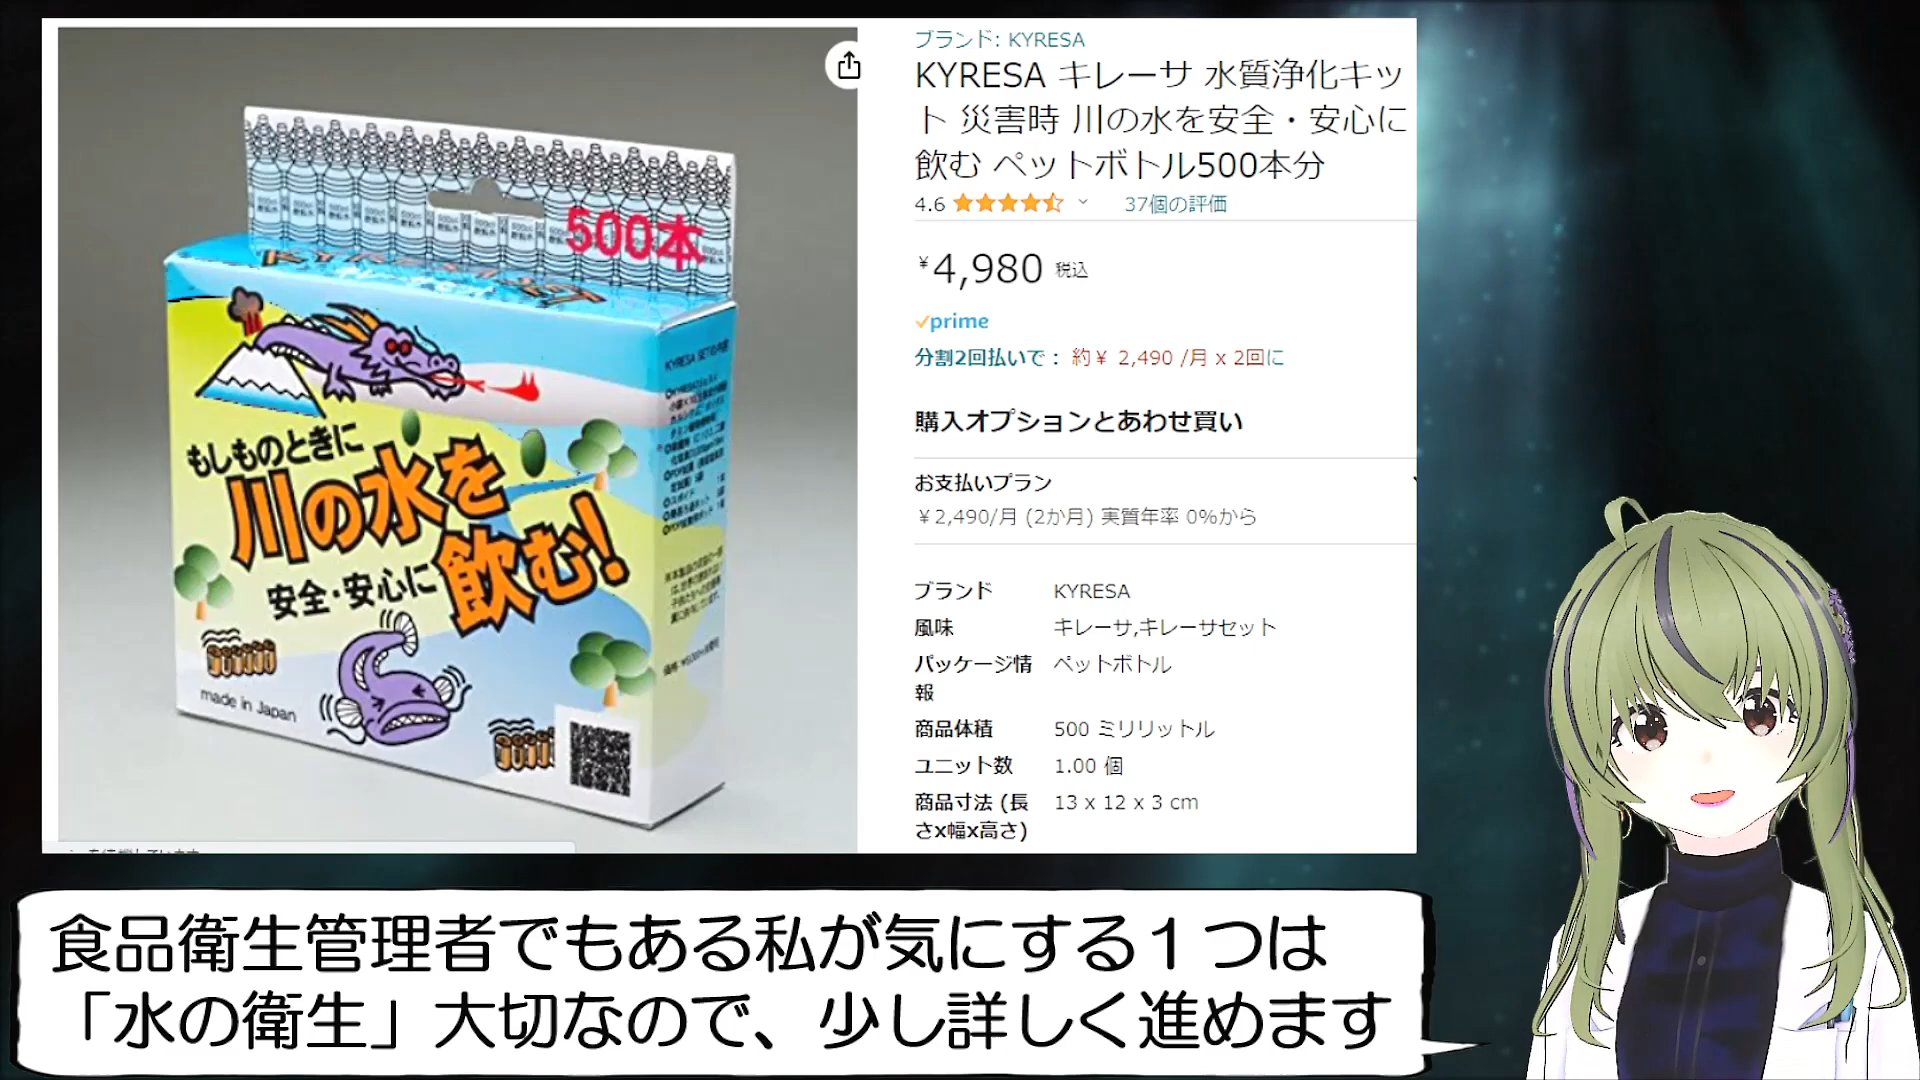 500本
もしものときに
川の水を
安全・安心に 飲む!
made in Japan
ブランド: KYRESA
KYRESA キレーサ 水質浄化キッ
ト 災害時 川の水を安全・安心に
飲む ペットボトル500本分
4.6 37個の評価
¥4,980 税込
prime
分割2回払いで： 約¥ 2,490 /月 x 2回に
購入オプションとあわせ買い
お支払いプラン
¥2,490/月 (2か月) 実質年率 0%から
ブランド KYRESA
風味 キレーサ,キレーサセット
パッケージ情報 ペットボトル
商品体積 500 ミリリットル
ユニット数 1.00 個
商品寸法 (長さx幅x高さ) 13 x 12 x 3 cm
食品衛生管理者でもある私が気にする１つは
「水の衛生」大切なので、少し詳しく進めます